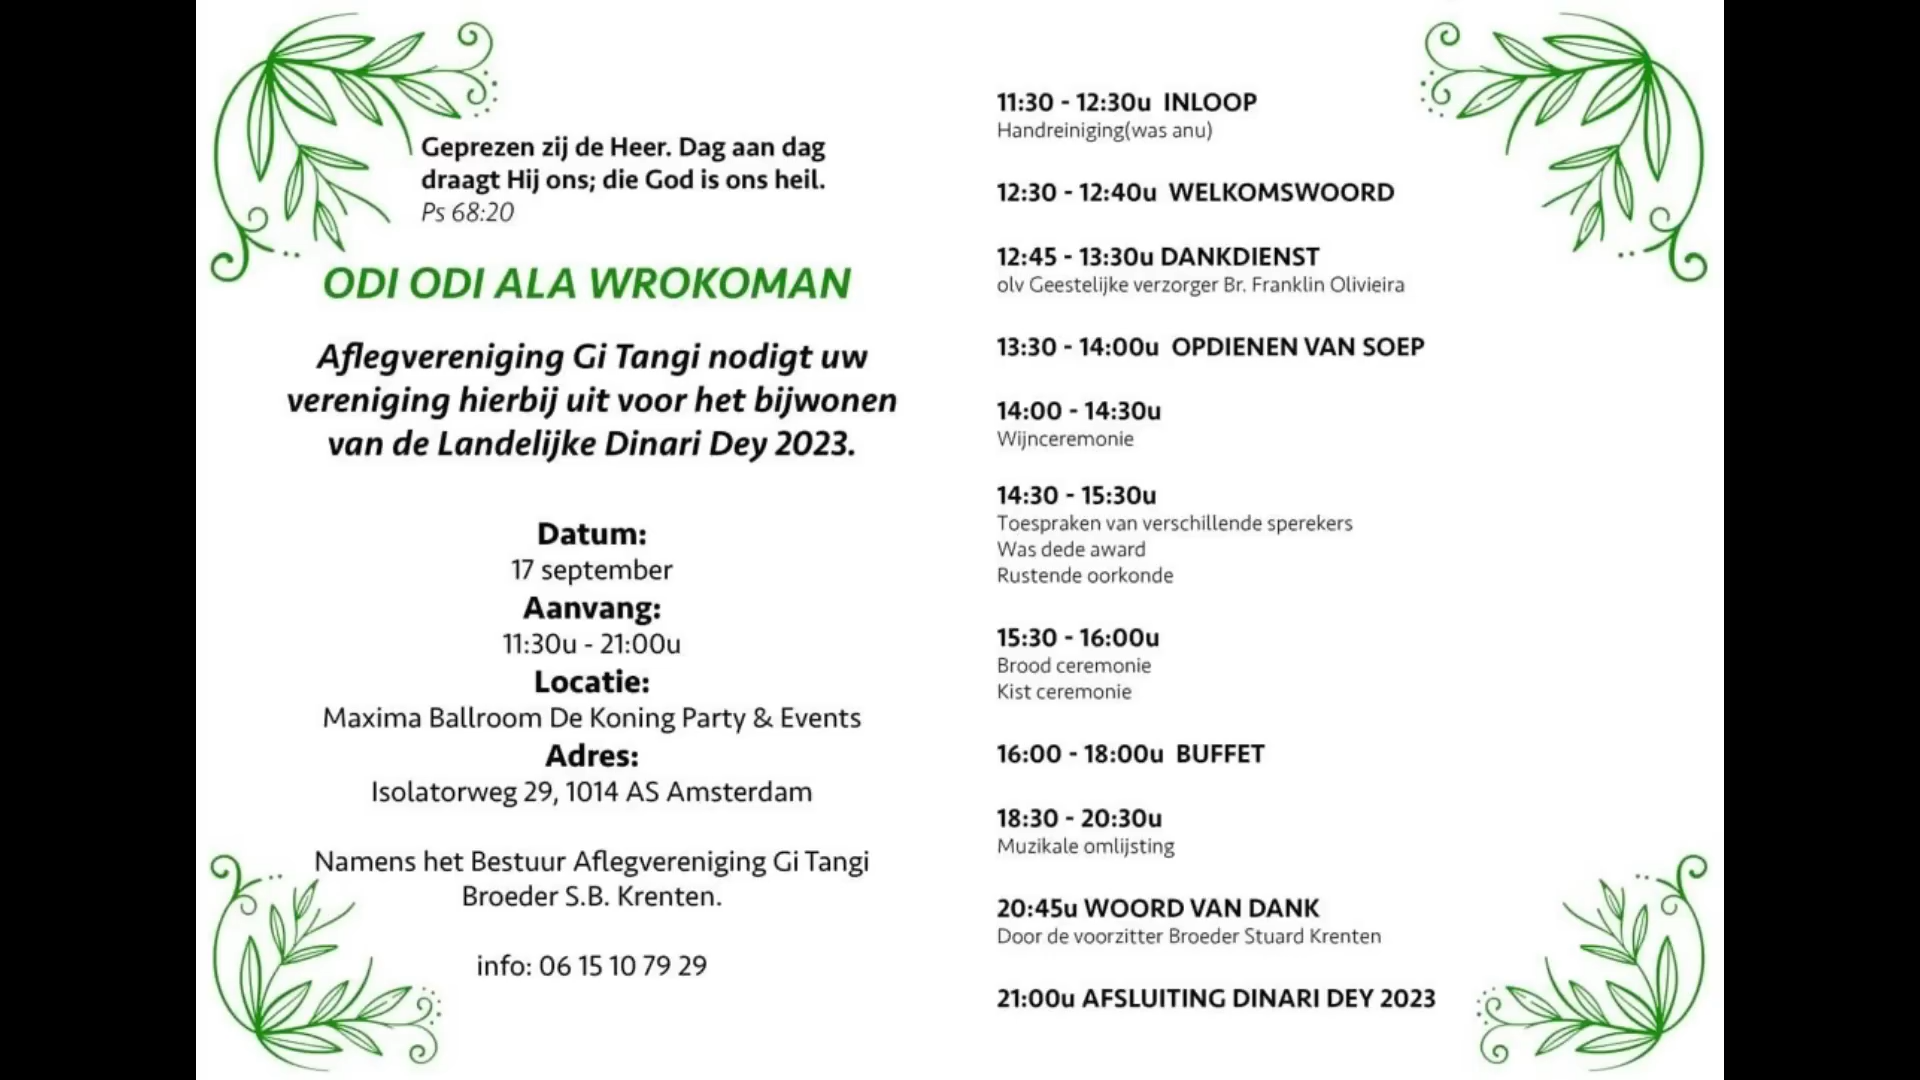 Geprezen zij de Heer. Dag aan dag
draagt Hij ons; die God is ons heil.
Ps 68:20
ODI ODI ALA WROKOMAN
Aflegvereniging Gi Tangi nodigt uw
vereniging hierbij uit voor het bijwonen
van de Landelijke Dinari Dey 2023.
Datum:
17 september
Aanvang:
11:30u - 21:00u
Locatie:
Maxima Ballroom De Koning Party & Events
Adres:
Isolatorweg 29, 1014 AS Amsterdam
Namens het Bestuur Aflegvereniging Gi Tangi
Broeder S.B. Krenten.
info: 06 15 10 79 29
11:30 - 12:30u INLOOP
Handreiniging(was anu)
12:30 - 12:40u WELKOMSWOORD
12:45 - 13:30u DANKDIENST
olv Geestelijke verzorger Br. Franklin Olivieira
13:30 - 14:00u OPDIENEN VAN SOEP
14:00 - 14:30u
Wijnceremonie
14:30 - 15:30u
Toespraken van verschillende sperekers
Was dede award
Rustende oorkonde
15:30 - 16:00u
Brood ceremonie
Kist ceremonie
16:00 - 18:00u BUFFET
18:30 - 20:30u
Muzikale omlijsting
20:45u WOORD VAN DANK
Door de voorzitter Broeder Stuard Krenten
21:00u AFSLUITING DINARI DEY 2023